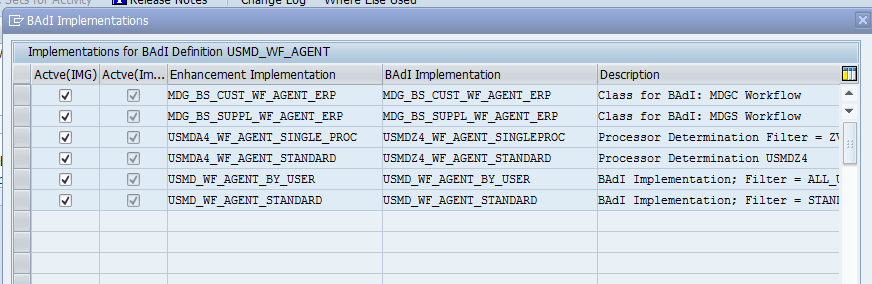 Sets for Activity Release Notes Change Log Where Else Used
BAdI Implementations
Implementations for BAdI Definition USMD_WF_AGENT
Actve(IMG) Actve(Im... Enhancement Implementation BAdI Implementation Description
MDG_BS_CUST_WF_AGENT_ERP MDG_BS_CUST_WF_AGENT_ERP Class for BAdI: MDGC Workflow
MDG_BS_SUPPL_WF_AGENT_ERP MDG_BS_SUPPL_WF_AGENT_ERP Class for BAdI: MDGS Workflow
USMDA4_WF_AGENT_SINGLE_PROC USMDZ4_WF_AGENT_SINGLEPROC Processor Determination Filter = ZV
USMDA4_WF_AGENT_STANDARD USMDZ4_WF_AGENT_STANDARD Processor Determination USMDZ4
USMD_WF_AGENT_BY_USER USMD_WF_AGENT_BY_USER BAdI Implementation; Filter = ALL_U
USMD_WF_AGENT_STANDARD USMD_WF_AGENT_STANDARD BAdI Implementation; Filter = STAN